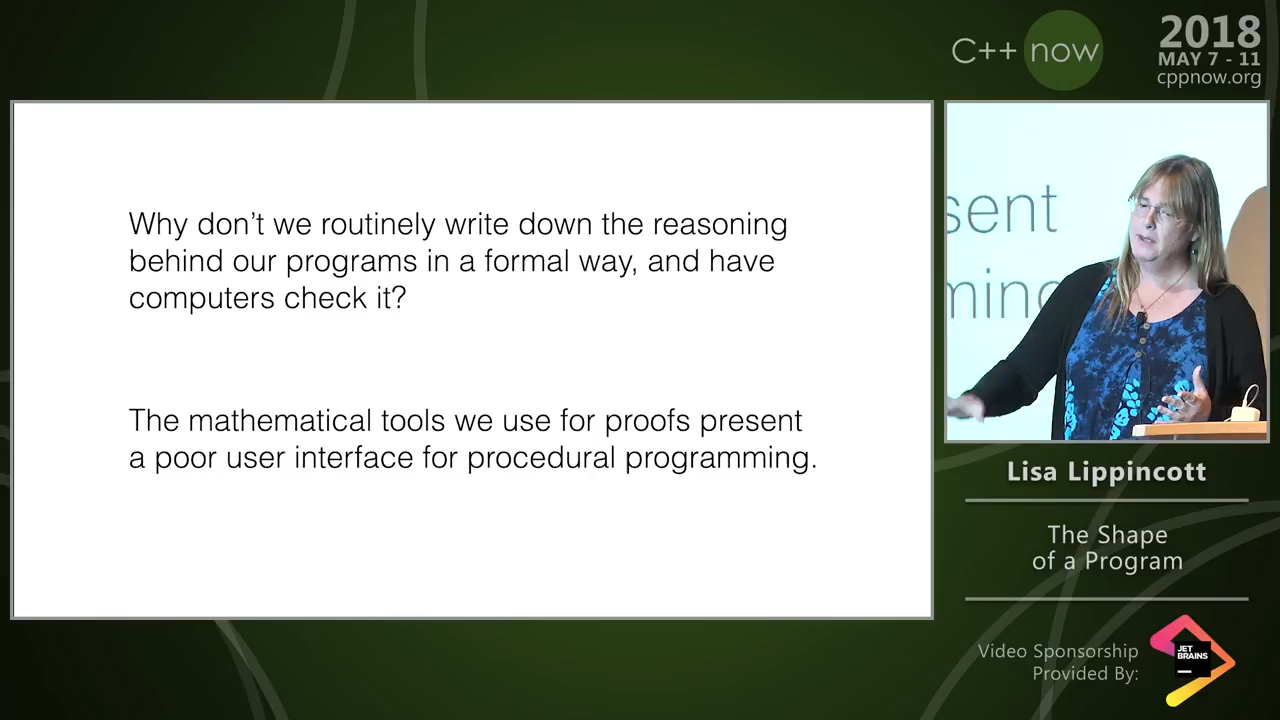 C++ now
2018
MAY 7 - 11
cppnow.org
Why don’t we routinely write down the reasoning
behind our programs in a formal way, and have
computers check it?
The mathematical tools we use for proofs present
a poor user interface for procedural programming.
sent
ming
Lisa Lippincott
The Shape
of a Program
Video Sponsorship
Provided By:
JET
BRAINS